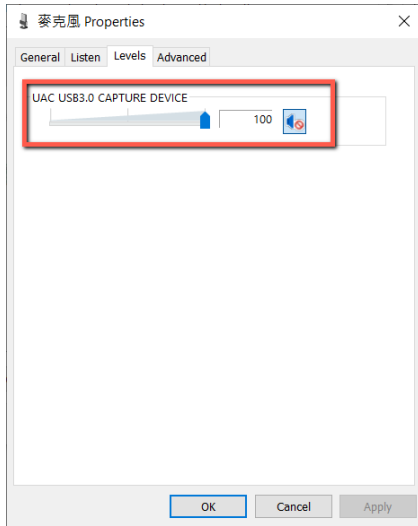 麥克風 Properties
General Listen Levels Advanced
UAC USB3.0 CAPTURE DEVICE
100
OK Cancel Apply